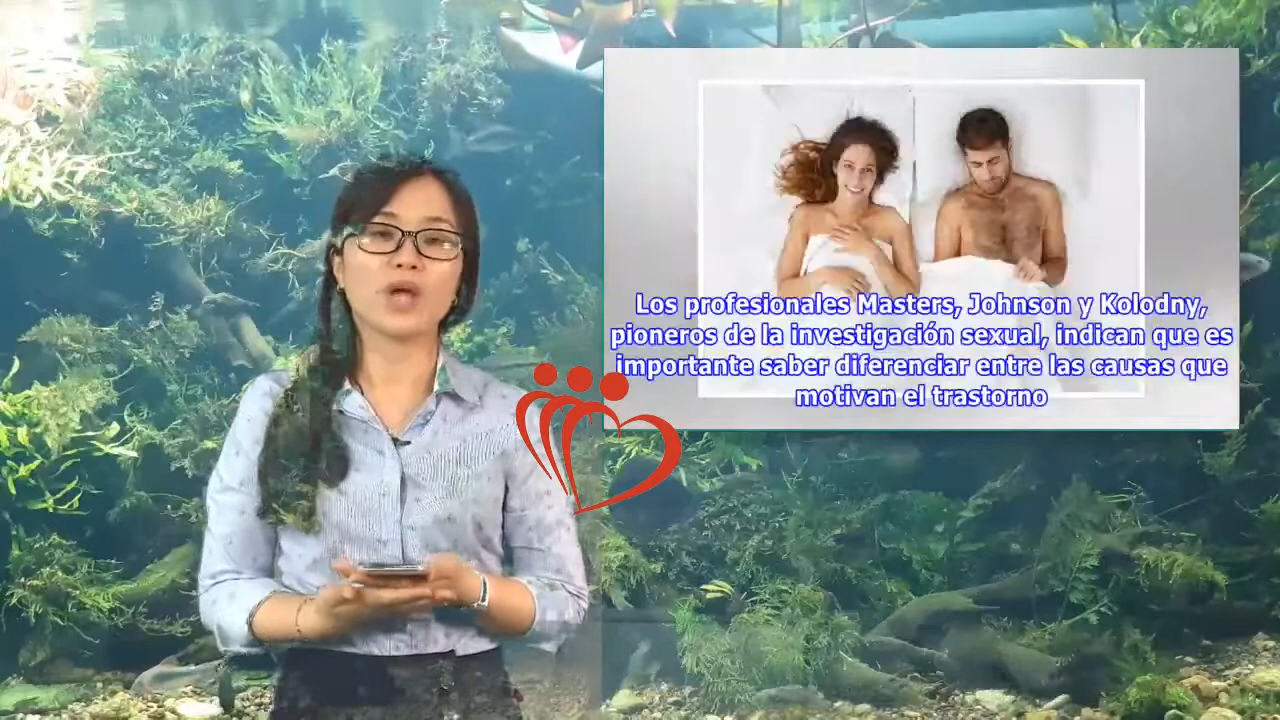 Los profesionales Masters, Johnson y Kolodny,
pioneros de la investigación sexual, indican que es
importante saber diferenciar entre las causas que
motivan el trastorno